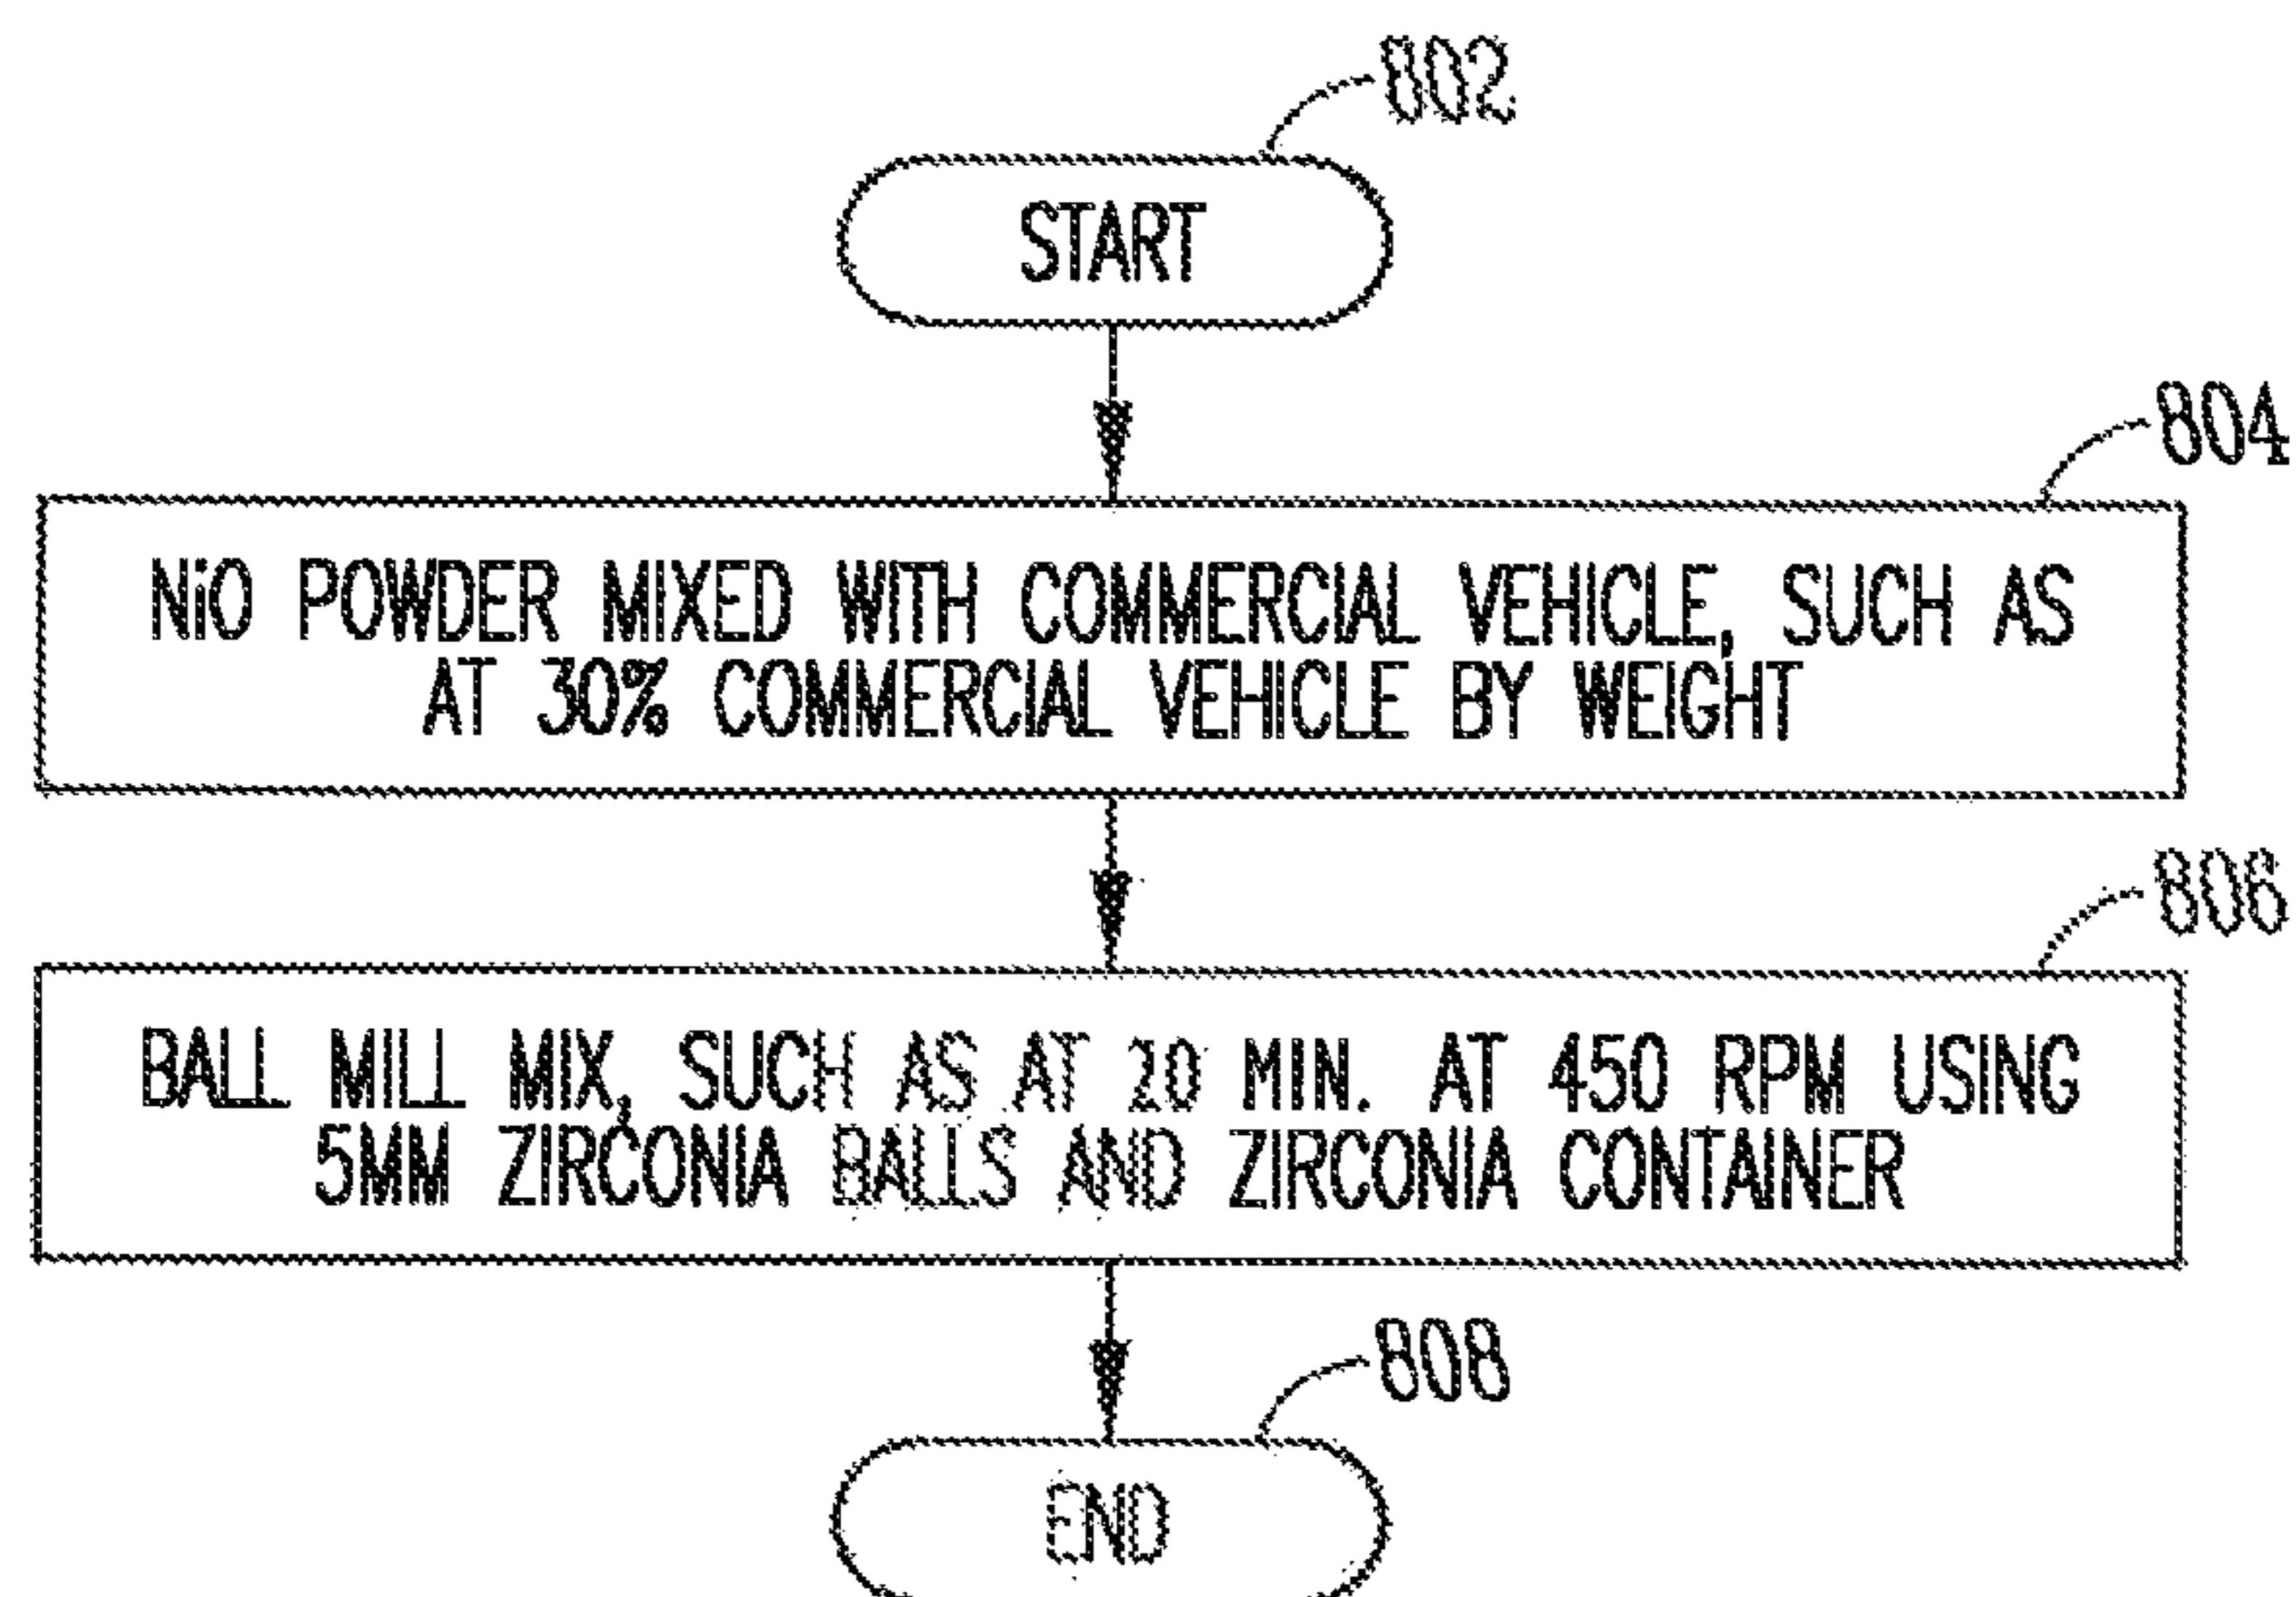 802
START
804
NiO POWDER MIXED WITH COMMERCIAL VEHICLE, SUCH AS
AT 30% COMMERCIAL VEHICLE BY WEIGHT
806
BALL MILL MIX, SUCH AS AT 20 MIN. AT 450 RPM USING
5MM ZIRCONIA BALLS AND ZIRCONIA CONTAINER
808
END